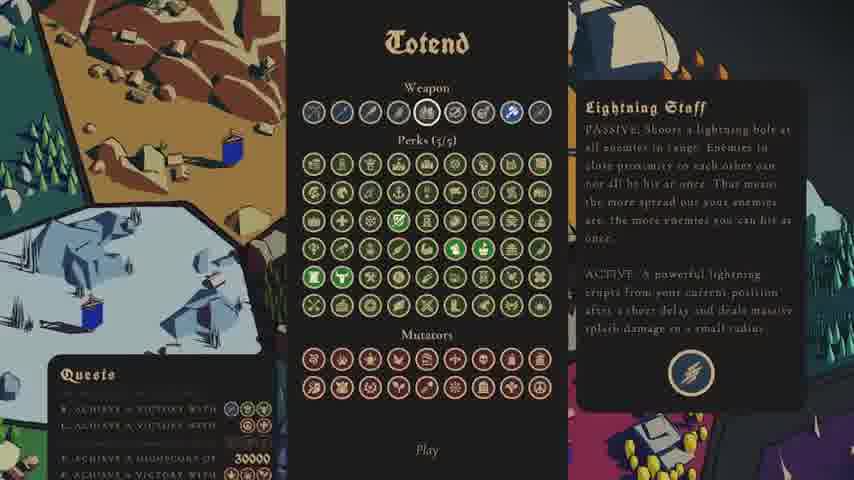 Totend
Weapon
Perks (5/5)
Mutators
Play
Quests
ACHIEVE A VICTORY WITH
ACHIEVE A VICTORY WITH
ACHIEVE A HIGHSCORE OF 30000
ACHIEVE A VICTORY WITH
Lightning Staff
PASSIVE: Shoots a lightning bolt at
all enemies in range. Enemies in
close proximity to each other can
not all be hit at once. That means
the more spread out your enemies
are, the more enemies you can hit at
once.
ACTIVE: A powerful lightning
erupts from your current position
after a short delay and deals massive
splash damage in a small radius.